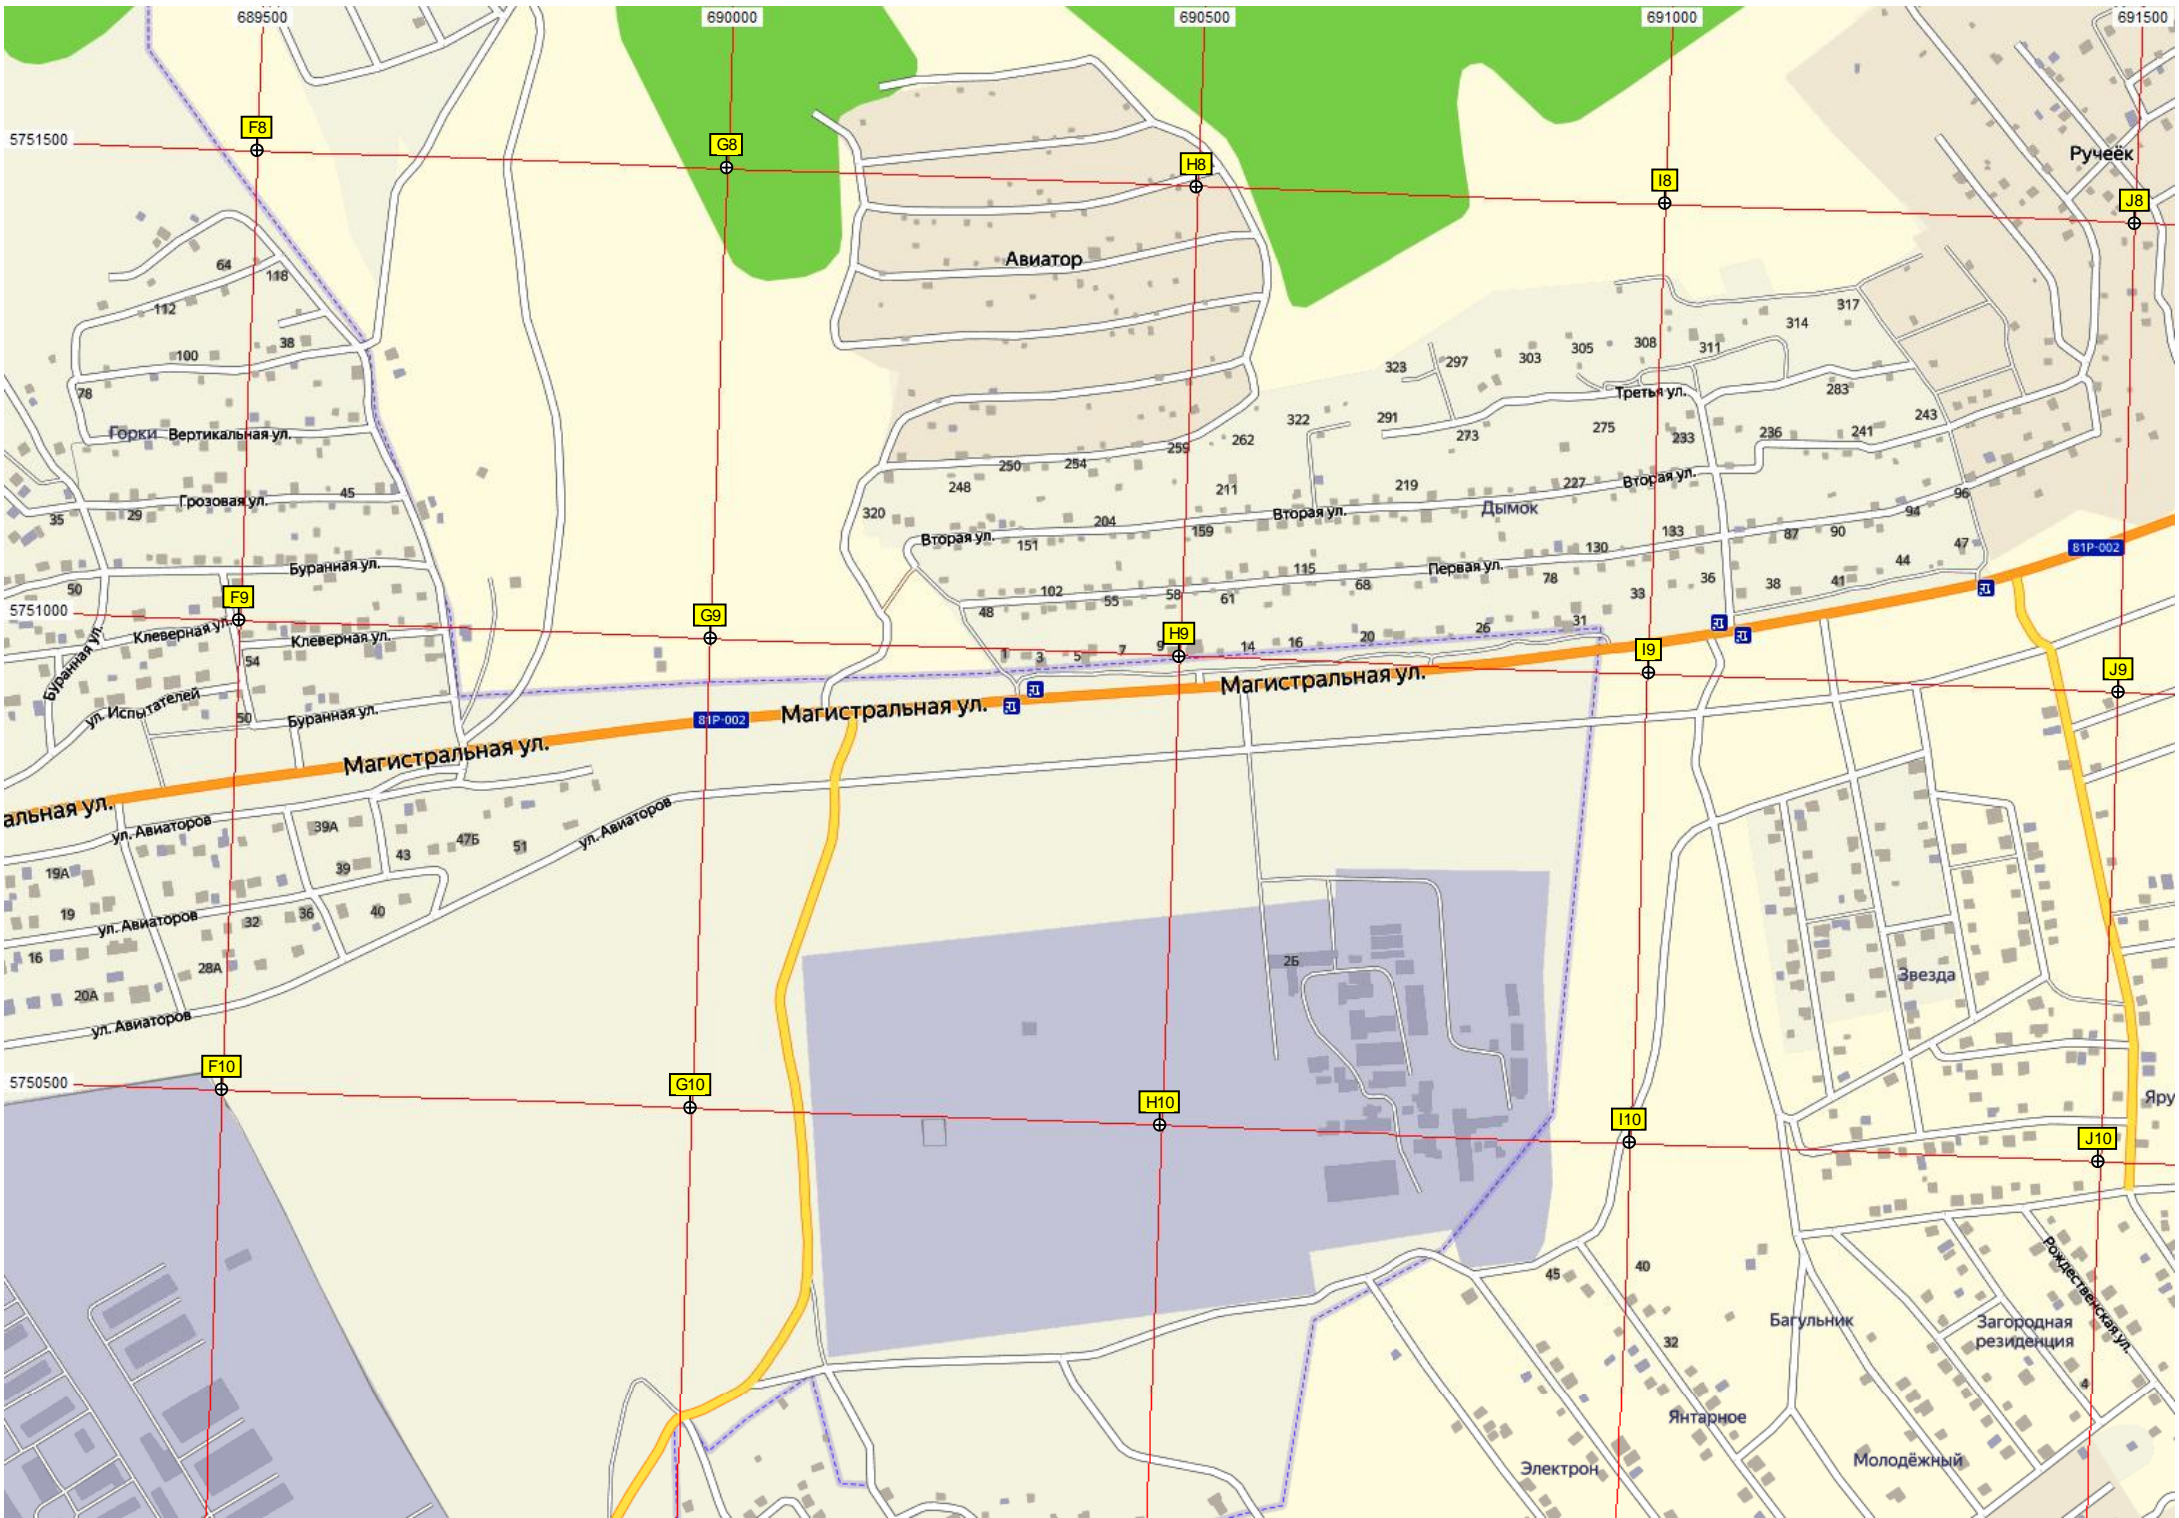 689500
690000
690500
691000
691500
5751500
F8
G8
H8
I8
J8
Ручеёк
Авиатор
64
118
112
38
100
78
317
314
311
308
305
303
297
323
Третья ул.
283
243
291
322
273
275
233
236
241
Горки
Вертикальная ул.
262
259
254
250
248
211
219
227
Вторая ул.
Вторая ул.
Дымок
45
Грозовая ул.
29
35
320
204
159
Вторая ул.
151
96
94
90
87
133
130
47
81Р-002
Буранная ул.
50
115
Первая ул.
68
78
36
38
41
44
33
102
55
58
61
48
5751000
F9
G9
H9
I9
J9
Клеверная ул.
Клеверная ул.
Буранная ул.
54
1
3
5
7
9
14
16
20
26
31
ул. Испытателей
50
Буранная ул.
81Р-002
Магистральная ул.
Магистральная ул.
Магистральная ул.
альная ул.
ул. Авиаторов
39А
47Б
51
43
39
ул. Авиаторов
19А
19
ул. Авиаторов
32
36
40
16
28А
20А
ул. Авиаторов
2Б
Звезда
5750500
F10
G10
H10
I10
J10
Яру
45
40
32
Багульник
Загородная
резиденция
Рождественская ул.
4
Янтарное
Электрон
Молодёжный